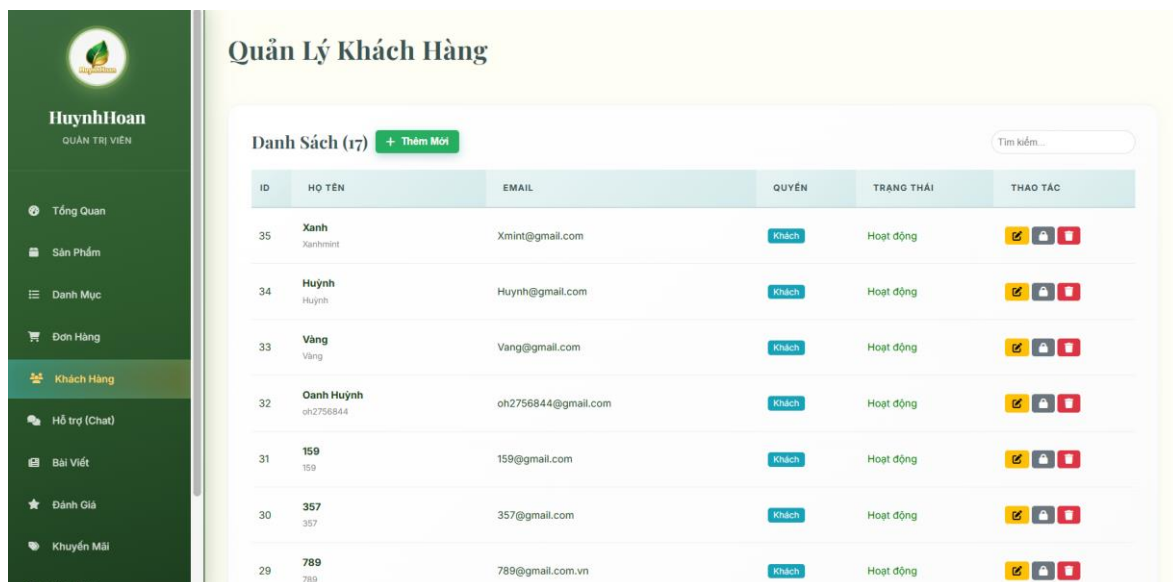 HuynhHoan
HuynhHoan
QUẢN TRỊ VIÊN
Tổng Quan
Sản Phẩm
Danh Mục
Đơn Hàng
Khách Hàng
Hỗ trợ (Chat)
Bài Viết
Đánh Giá
Khuyến Mãi
Quản Lý Khách Hàng
Danh Sách (17) + Thêm Mới Tìm kiếm...
ID HỌ TÊN EMAIL QUYỀN TRẠNG THÁI THAO TÁC
35 Xanh Xmint@gmail.com Khách Hoạt động
Xanhmint
34 Huỳnh Huynh@gmail.com Khách Hoạt động
Huỳnh
33 Vàng Vang@gmail.com Khách Hoạt động
Vàng
32 Oanh Huỳnh oh2756844@gmail.com Khách Hoạt động
oh2756844
31 159 159@gmail.com Khách Hoạt động
159
30 357 357@gmail.com Khách Hoạt động
357
29 789 789@gmail.com.vn Khách Hoạt động
789